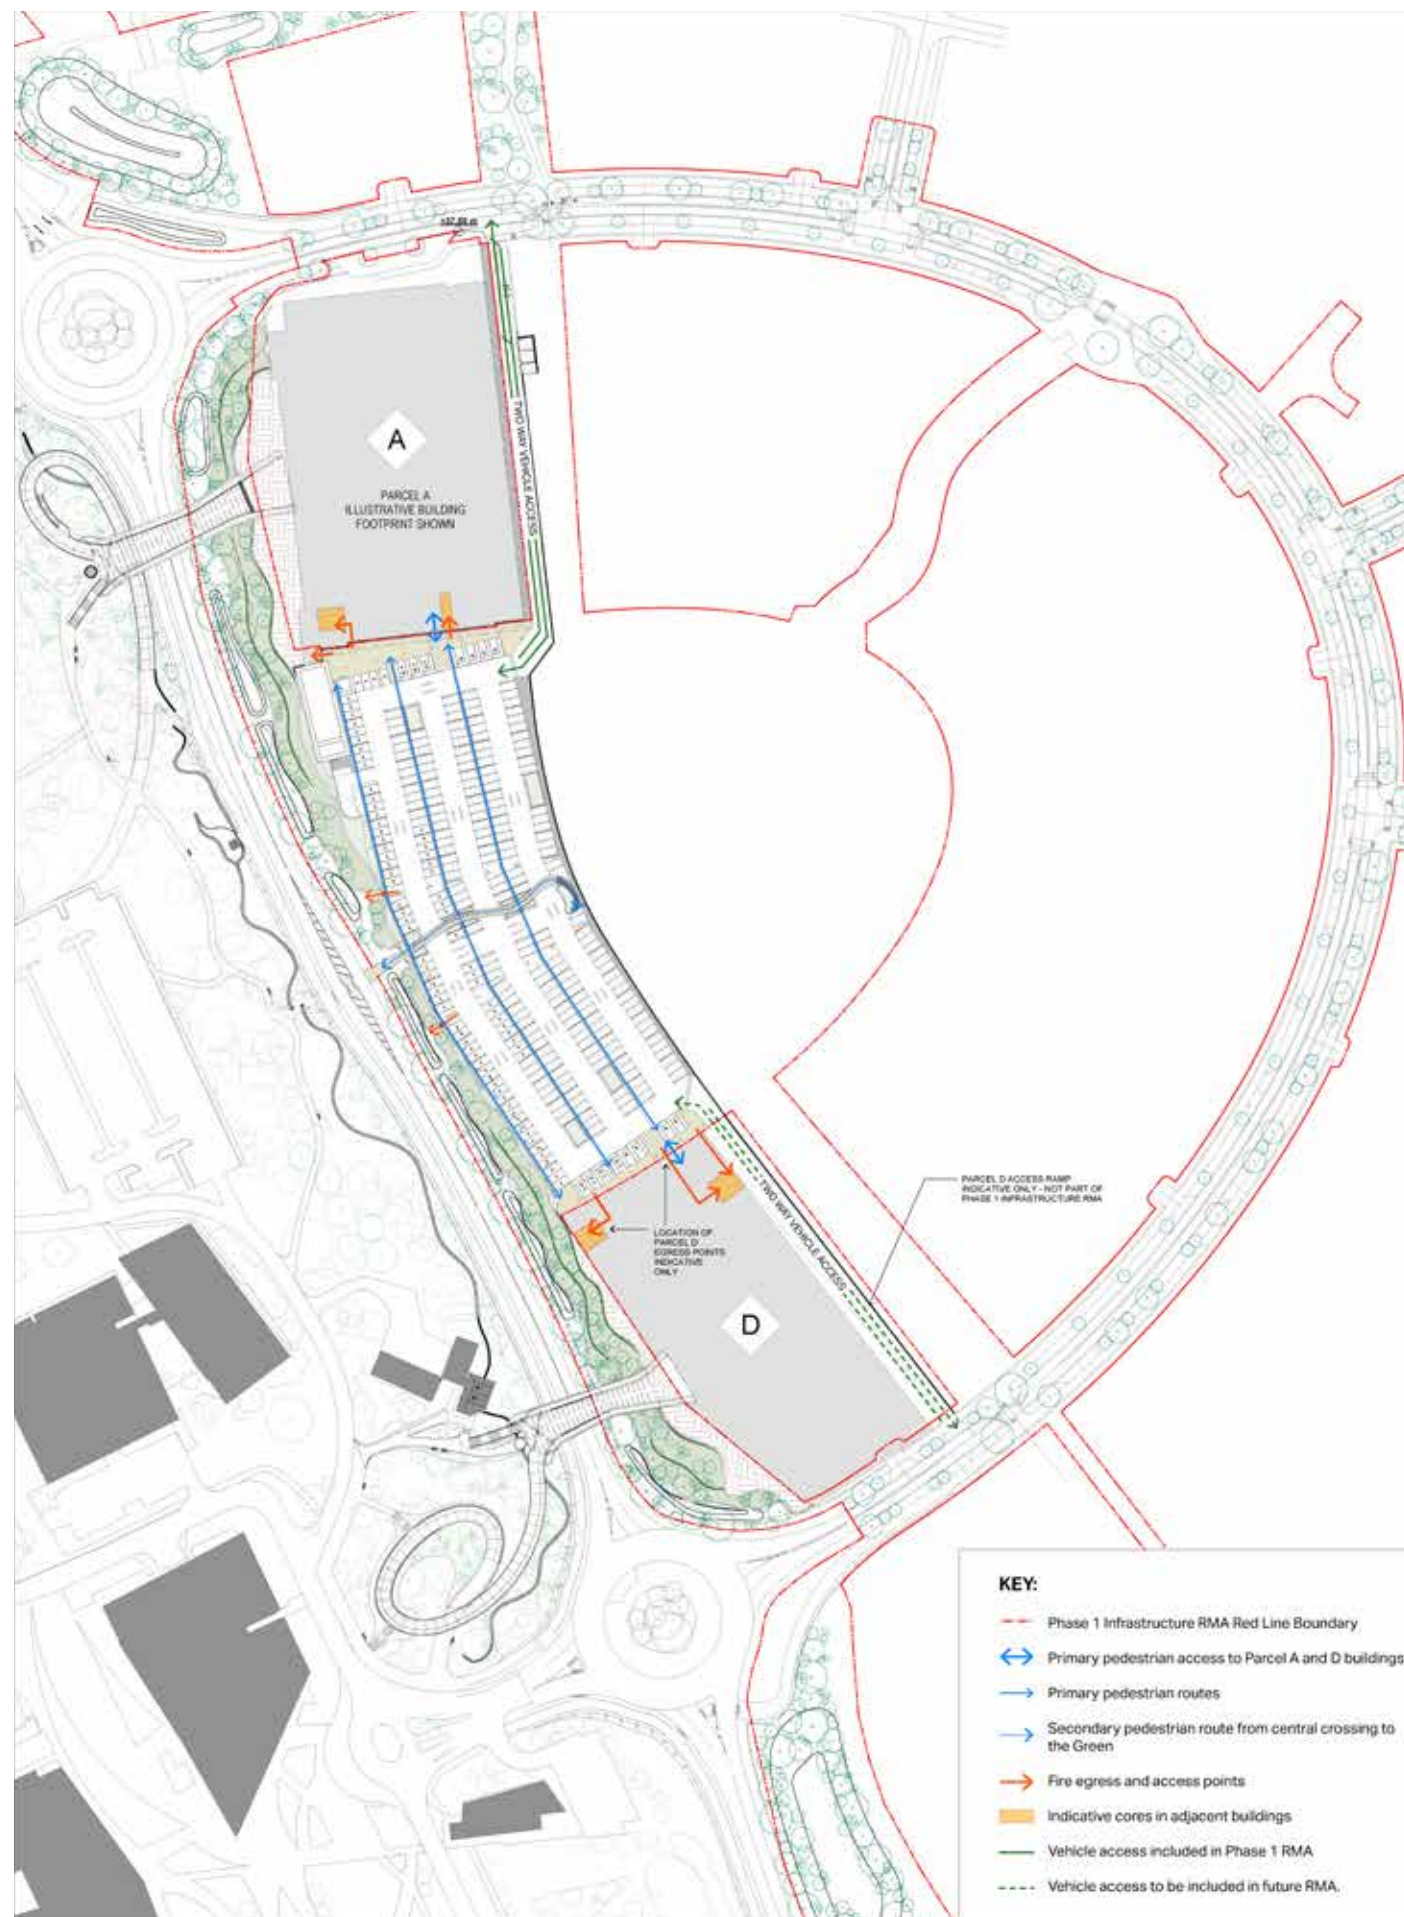 A
PARCEL A
ILLUSTRATIVE BUILDING
FOOTPRINT SHOWN
TWO WAY VEHICLE ACCESS
PARCEL D ACCESS RAMP
INDICATIVE ONLY - NOT PART OF
PHASE 1 INFRASTRUCTURE RMA
TWO WAY VEHICLE ACCESS
LOCATION OF
PARCEL D
EGRESS POINTS
INDICATIVE
ONLY
D
KEY:
Phase 1 Infrastructure RMA Red Line Boundary
Primary pedestrian access to Parcel A and D buildings
Primary pedestrian routes
Secondary pedestrian route from central crossing to
the Green
Fire egress and access points
Indicative cores in adjacent buildings
Vehicle access included in Phase 1 RMA
Vehicle access to be included in future RMA.